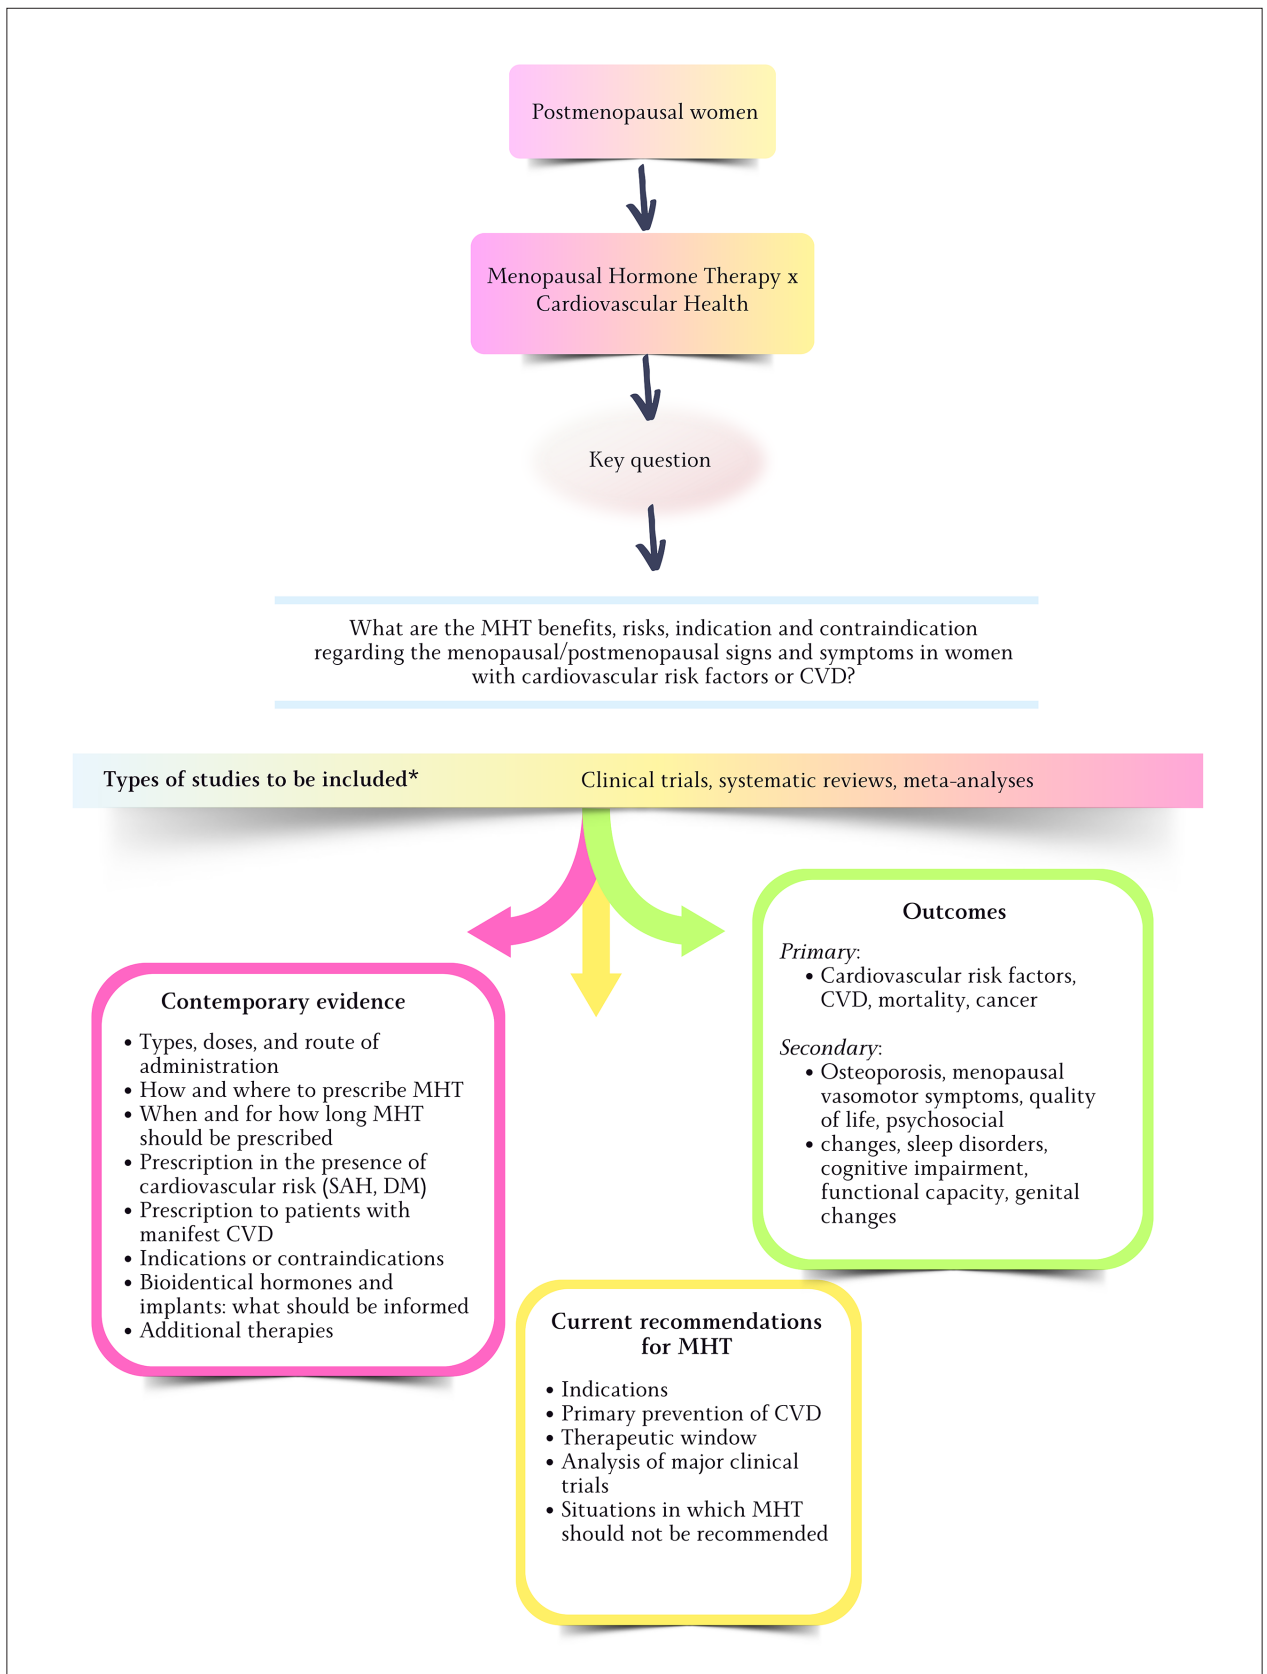 Postmenopausal women
Menopausal Hormone Therapy x
Cardiovascular Health
Key question
What are the MHT benefits, risks, indication and contraindication
regarding the menopausal/postmenopausal signs and symptoms in women
with cardiovascular risk factors or CVD?
Types of studies to be included* Clinical trials, systematic reviews, meta-analyses
Contemporary evidence
• Types, doses, and route of
administration
• How and where to prescribe MHT
• When and for how long MHT
should be prescribed
• Prescription in the presence of
cardiovascular risk (SAH, DM)
• Prescription to patients with
manifest CVD
• Indications or contraindications
• Bioidentical hormones and
implants: what should be informed
• Additional therapies
Current recommendations
for MHT
• Indications
• Primary prevention of CVD
• Therapeutic window
• Analysis of major clinical
trials
• Situations in which MHT
should not be recommended
Outcomes
Primary:
• Cardiovascular risk factors,
CVD, mortality, cancer
Secondary:
• Osteoporosis, menopausal
vasomotor symptoms, quality
of life, psychosocial
• changes, sleep disorders,
cognitive impairment,
functional capacity, genital
changes